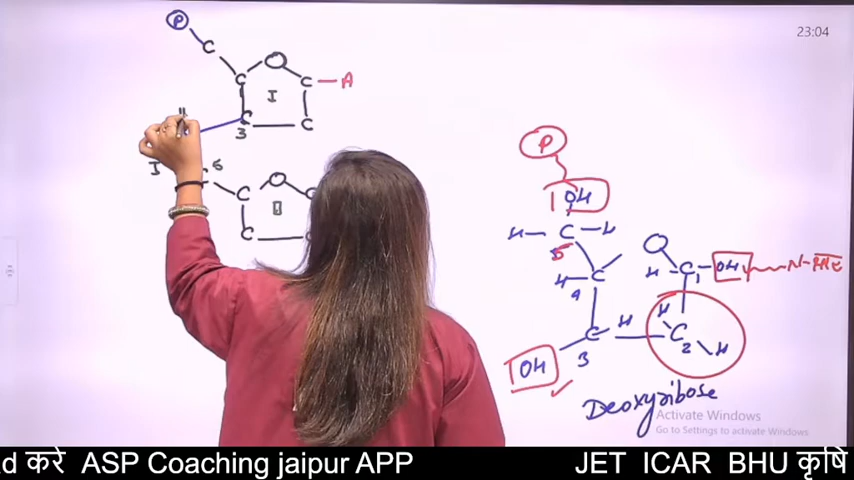 23:04
P
C
O
C
C - A
I
C
3
C
I
5
C
O
C
P
OH
H - C - H
5
O
H
C
4
H
C
1
OH
N-BASE
H
C
2
H
H
C
3
OH
Deoxyribose
Activate Windows
Go to Settings to activate Windows.
d करे ASP Coaching jaipur APP
JET ICAR BHU कृषि